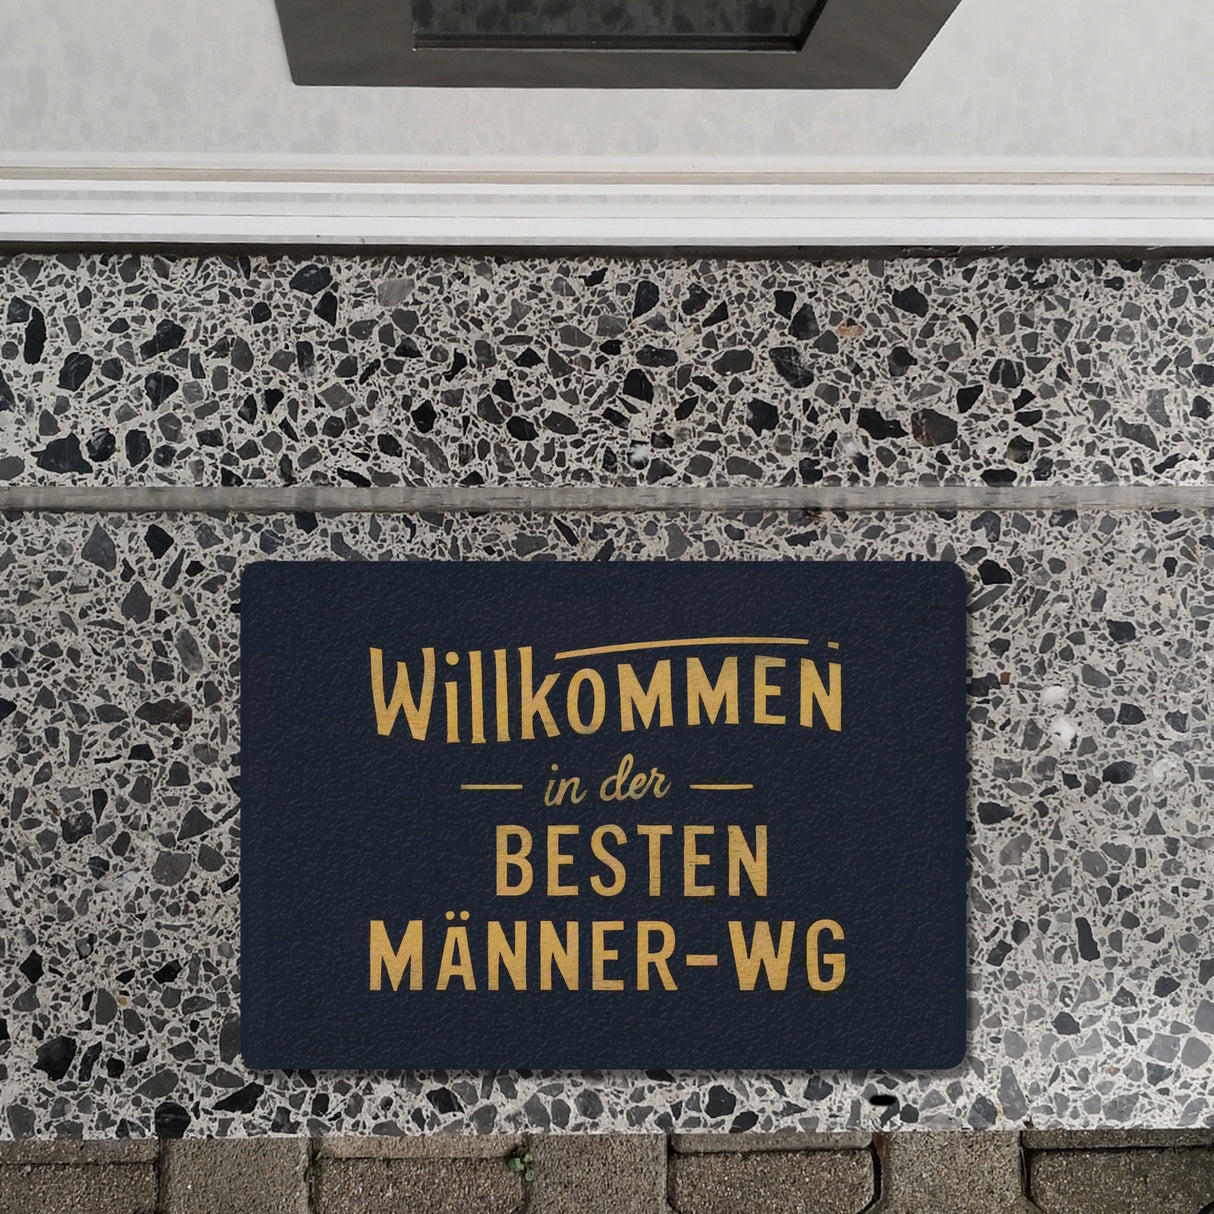 Willkommen
in der
BESTEN
MÄNNER-WG